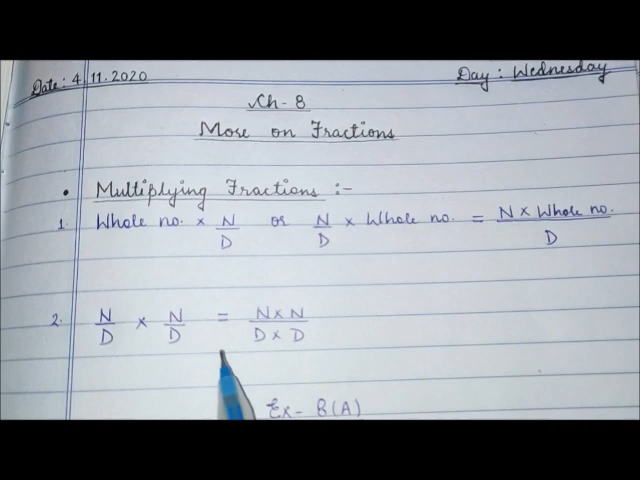 Date: 4.11.2020 Day: Wednesday
Ch-8
More on Fractions
• Multiplying Fractions :-
1. Whole no. × N/D or N/D × Whole no. = N × Whole no./D
2. N/D × N/D = N×N/D×D
Ex- 8(A)